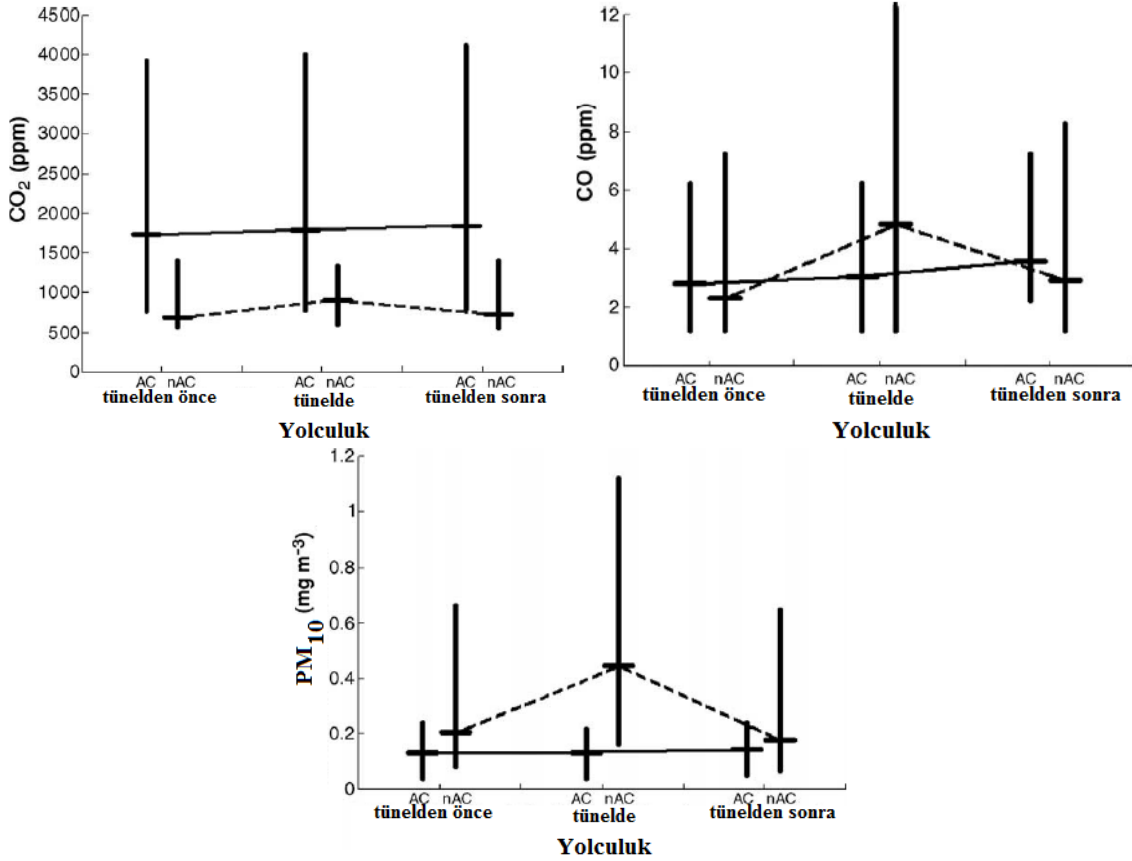 4500
4000
3500
3000
2500
2000
1500
1000
500
0
CO2 (ppm)
AC nAC AC nAC AC nAC
tünelden önce tünelde tünelden sonra
Yolculuk
12
10
8
6
4
2
0
CO (ppm)
AC nAC AC nAC AC nAC
tünelden önce tünelde tünelden sonra
Yolculuk
1.2
1
0.8
0.6
0.4
0.2
0
PM10 (mg m−3)
AC nAC AC nAC AC nAC
tünelden önce tünelde tünelden sonra
Yolculuk